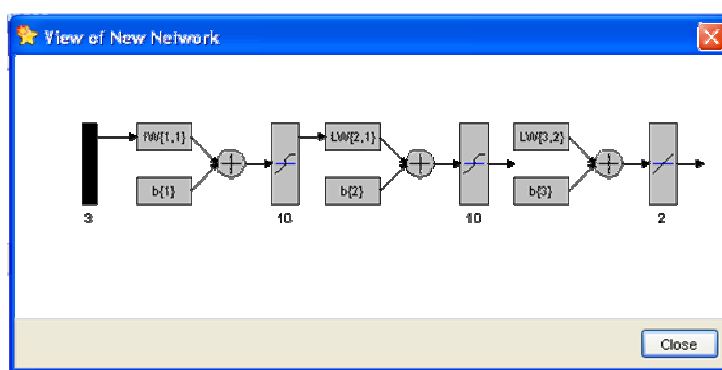 View of New Network
IW{1,1} LW{2,1} LW{3,2}
b{1} b{2} b{3}
3 10 10 2
Close